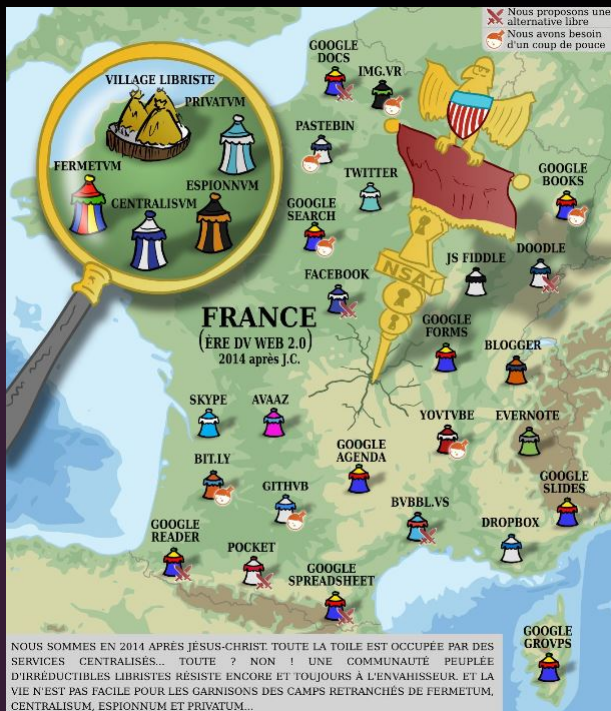 Nous proposons une
alternative libre
Nous avons besoin
d'un coup de pouce
VILLAGE LIBRISTE
PRIVATVM
FERMETVM
ESPIONNVM
CENTRALISVM
GOOGLE
DOCS
IMG.VR
PASTEBIN
TWITTER
GOOGLE
BOOKS
GOOGLE
SEARCH
DOODLE
JS FIDDLE
NSA
FACEBOOK
FRANCE
(ÈRE DV WEB 2.0)
2014 après J.C.
GOOGLE
FORMS
BLOGGER
SKYPE
AVAAZ
YOVTVBE
EVERNOTE
GOOGLE
AGENDA
BIT.LY
GITHVB
GOOGLE
SLIDES
BVBBL.VS
DROPBOX
GOOGLE
READER
POCKET
GOOGLE
SPREADSHEET
GOOGLE
GROVPS
NOUS SOMMES EN 2014 APRÈS JÉSUS-CHRIST. TOUTE LA TOILE EST OCCUPÉE PAR DES
SERVICES CENTRALISÉS... TOUTE ? NON ! UNE COMMUNAUTÉ PEUPLÉE
D'IRRÉDUCTIBLES LIBRISTES RÉSISTE ENCORE ET TOUJOURS À L'ENVAHISSEUR. ET LA
VIE N'EST PAS FACILE POUR LES GARNISONS DES CAMPS RETRANCHÉS DE FERMETUM,
CENTRALISUM, ESPIONNUM ET PRIVATUM...